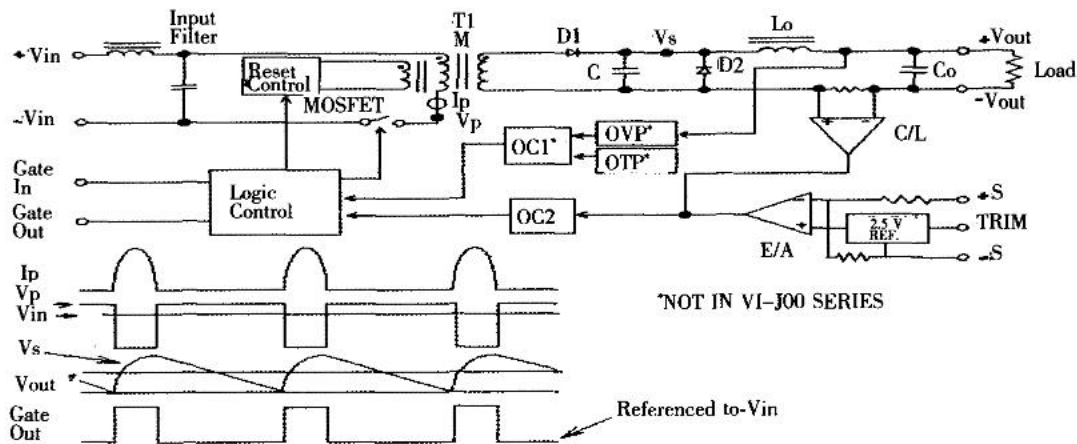 Input
Filter
T1
M
D1
Vs
Lo
+Vin
+Vout
Reset
Control
C
D2
Co
Load
MOSFET
Ip
Vp
-Vin
-Vout
C/L
OC1*
OVP*
OTP*
Gate
In
Logic
Control
Gate
Out
OC2
E/A
+S
2.5 V
REF.
TRIM
-S
Ip
Vp
Vin
*NOT IN VI-J00 SERIES
Vs
Vout
Gate
Out
Referenced to-Vin